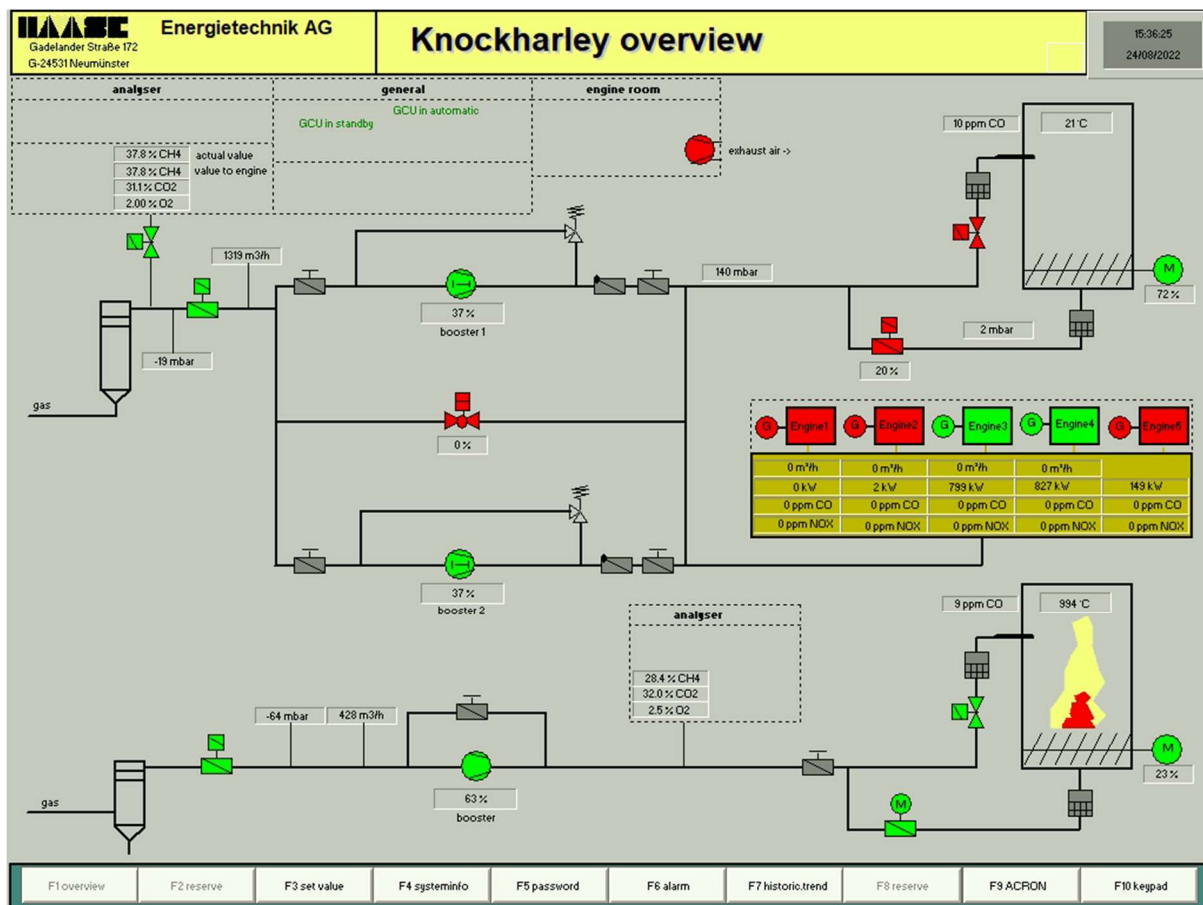 HAASE
Energietechnik AG
Gadelander Straße 172
G-24531 Neumünster
Knockharley overview
15:36:25
24/08/2022
analyser
general
engine room
GCU in automatic
GCU in standby
37.8 % CH4 actual value
37.8 % CH4 value to engine
31.1 % CO2
2.00 % O2
exhaust air ->
10 ppm CO
21 °C
1319 m3/h
140 mbar
M
72 %
37 %
booster 1
-19 mbar
2 mbar
20 %
gas
0 %
G Engine1
G Engine2
G Engine3
G Engine4
G Engine5
0 m³/h 0 m³/h 0 m³/h 0 m³/h
0 kW 2 kW 799 kW 827 kW 149 kW
0 ppm CO 0 ppm CO 0 ppm CO 0 ppm CO 0 ppm CO
0 ppm NOX 0 ppm NOX 0 ppm NOX 0 ppm NOX 0 ppm NOX
37 %
booster 2
analyser
28.4 % CH4
32.0 % CO2
2.5 % O2
9 ppm CO
994 °C
-64 mbar
428 m3/h
M
23 %
gas
63 %
booster
M
F1 overview
F2 reserve
F3 set value
F4 systeminfo
F5 password
F6 alarm
F7 historic.trend
F8 reserve
F9 ACRON
F10 keypad